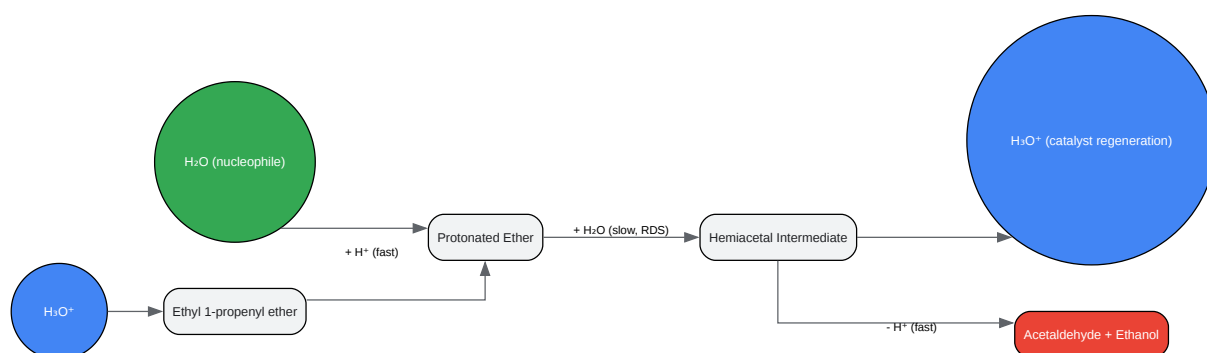 H₃O⁺ (catalyst regeneration)
H₂O (nucleophile)
+ H₂O (slow, RDS)
Protonated Ether
Hemiacetal Intermediate
+ H⁺ (fast)
H₃O⁺
Ethyl 1-propenyl ether
- H⁺ (fast)
Acetaldehyde + Ethanol